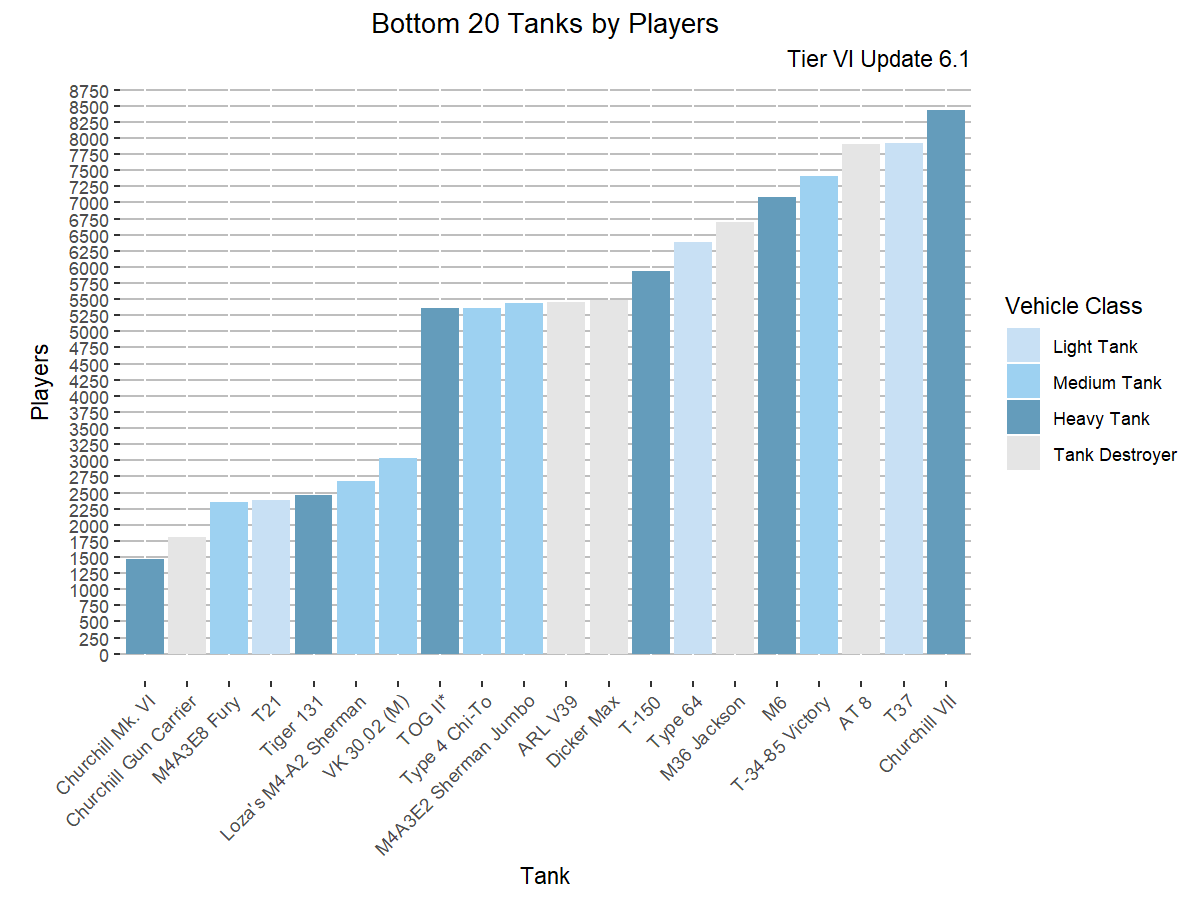 Bottom 20 Tanks by Players
Tier VI Update 6.1
8750
8500
8250
8000
7750
7500
7250
7000
6750
6500
6250
6000
5750
5500
5250
5000
4750
4500
4250
4000
3750
3500
3250
3000
2750
2500
2250
2000
1750
1500
1250
1000
750
500
250
0
Players
Churchill Mk. VI
Churchill Gun Carrier
M4A3E8 Fury
T21
Tiger 131
Loza's M4-A2 Sherman
VK 30.02 (M)
TOG II*
Type 4 Chi-To
M4A3E2 Sherman Jumbo
ARL V39
Dicker Max
T-150
Type 64
M36 Jackson
M6
T-34-85 Victory
AT 8
T37
Churchill VII
Tank
Vehicle Class
Light Tank
Medium Tank
Heavy Tank
Tank Destroyer